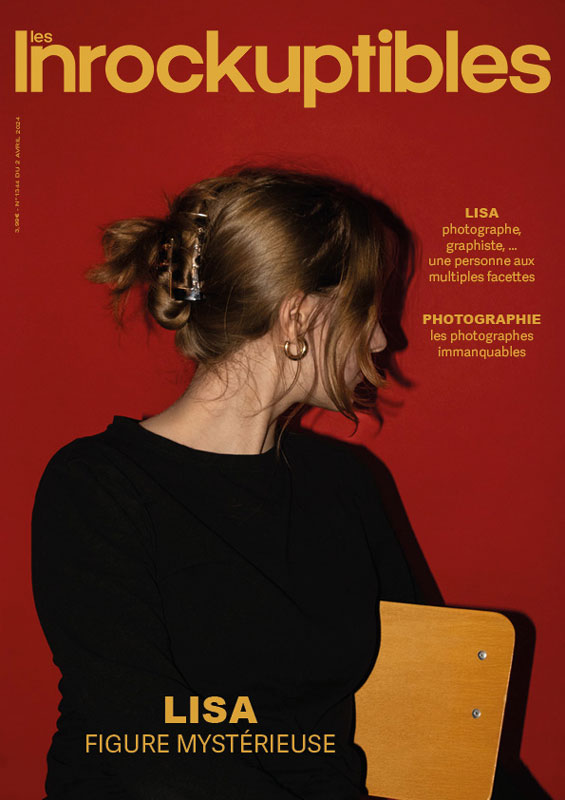 les
Inrockuptibles
3,99€ - N°1344 DU 2 AVRIL 2024
LISA
photographe,
graphiste, ...
une personne aux
multiples facettes
PHOTOGRAPHIE
les photographes
immanquables
LISA
FIGURE MYSTÉRIEUSE